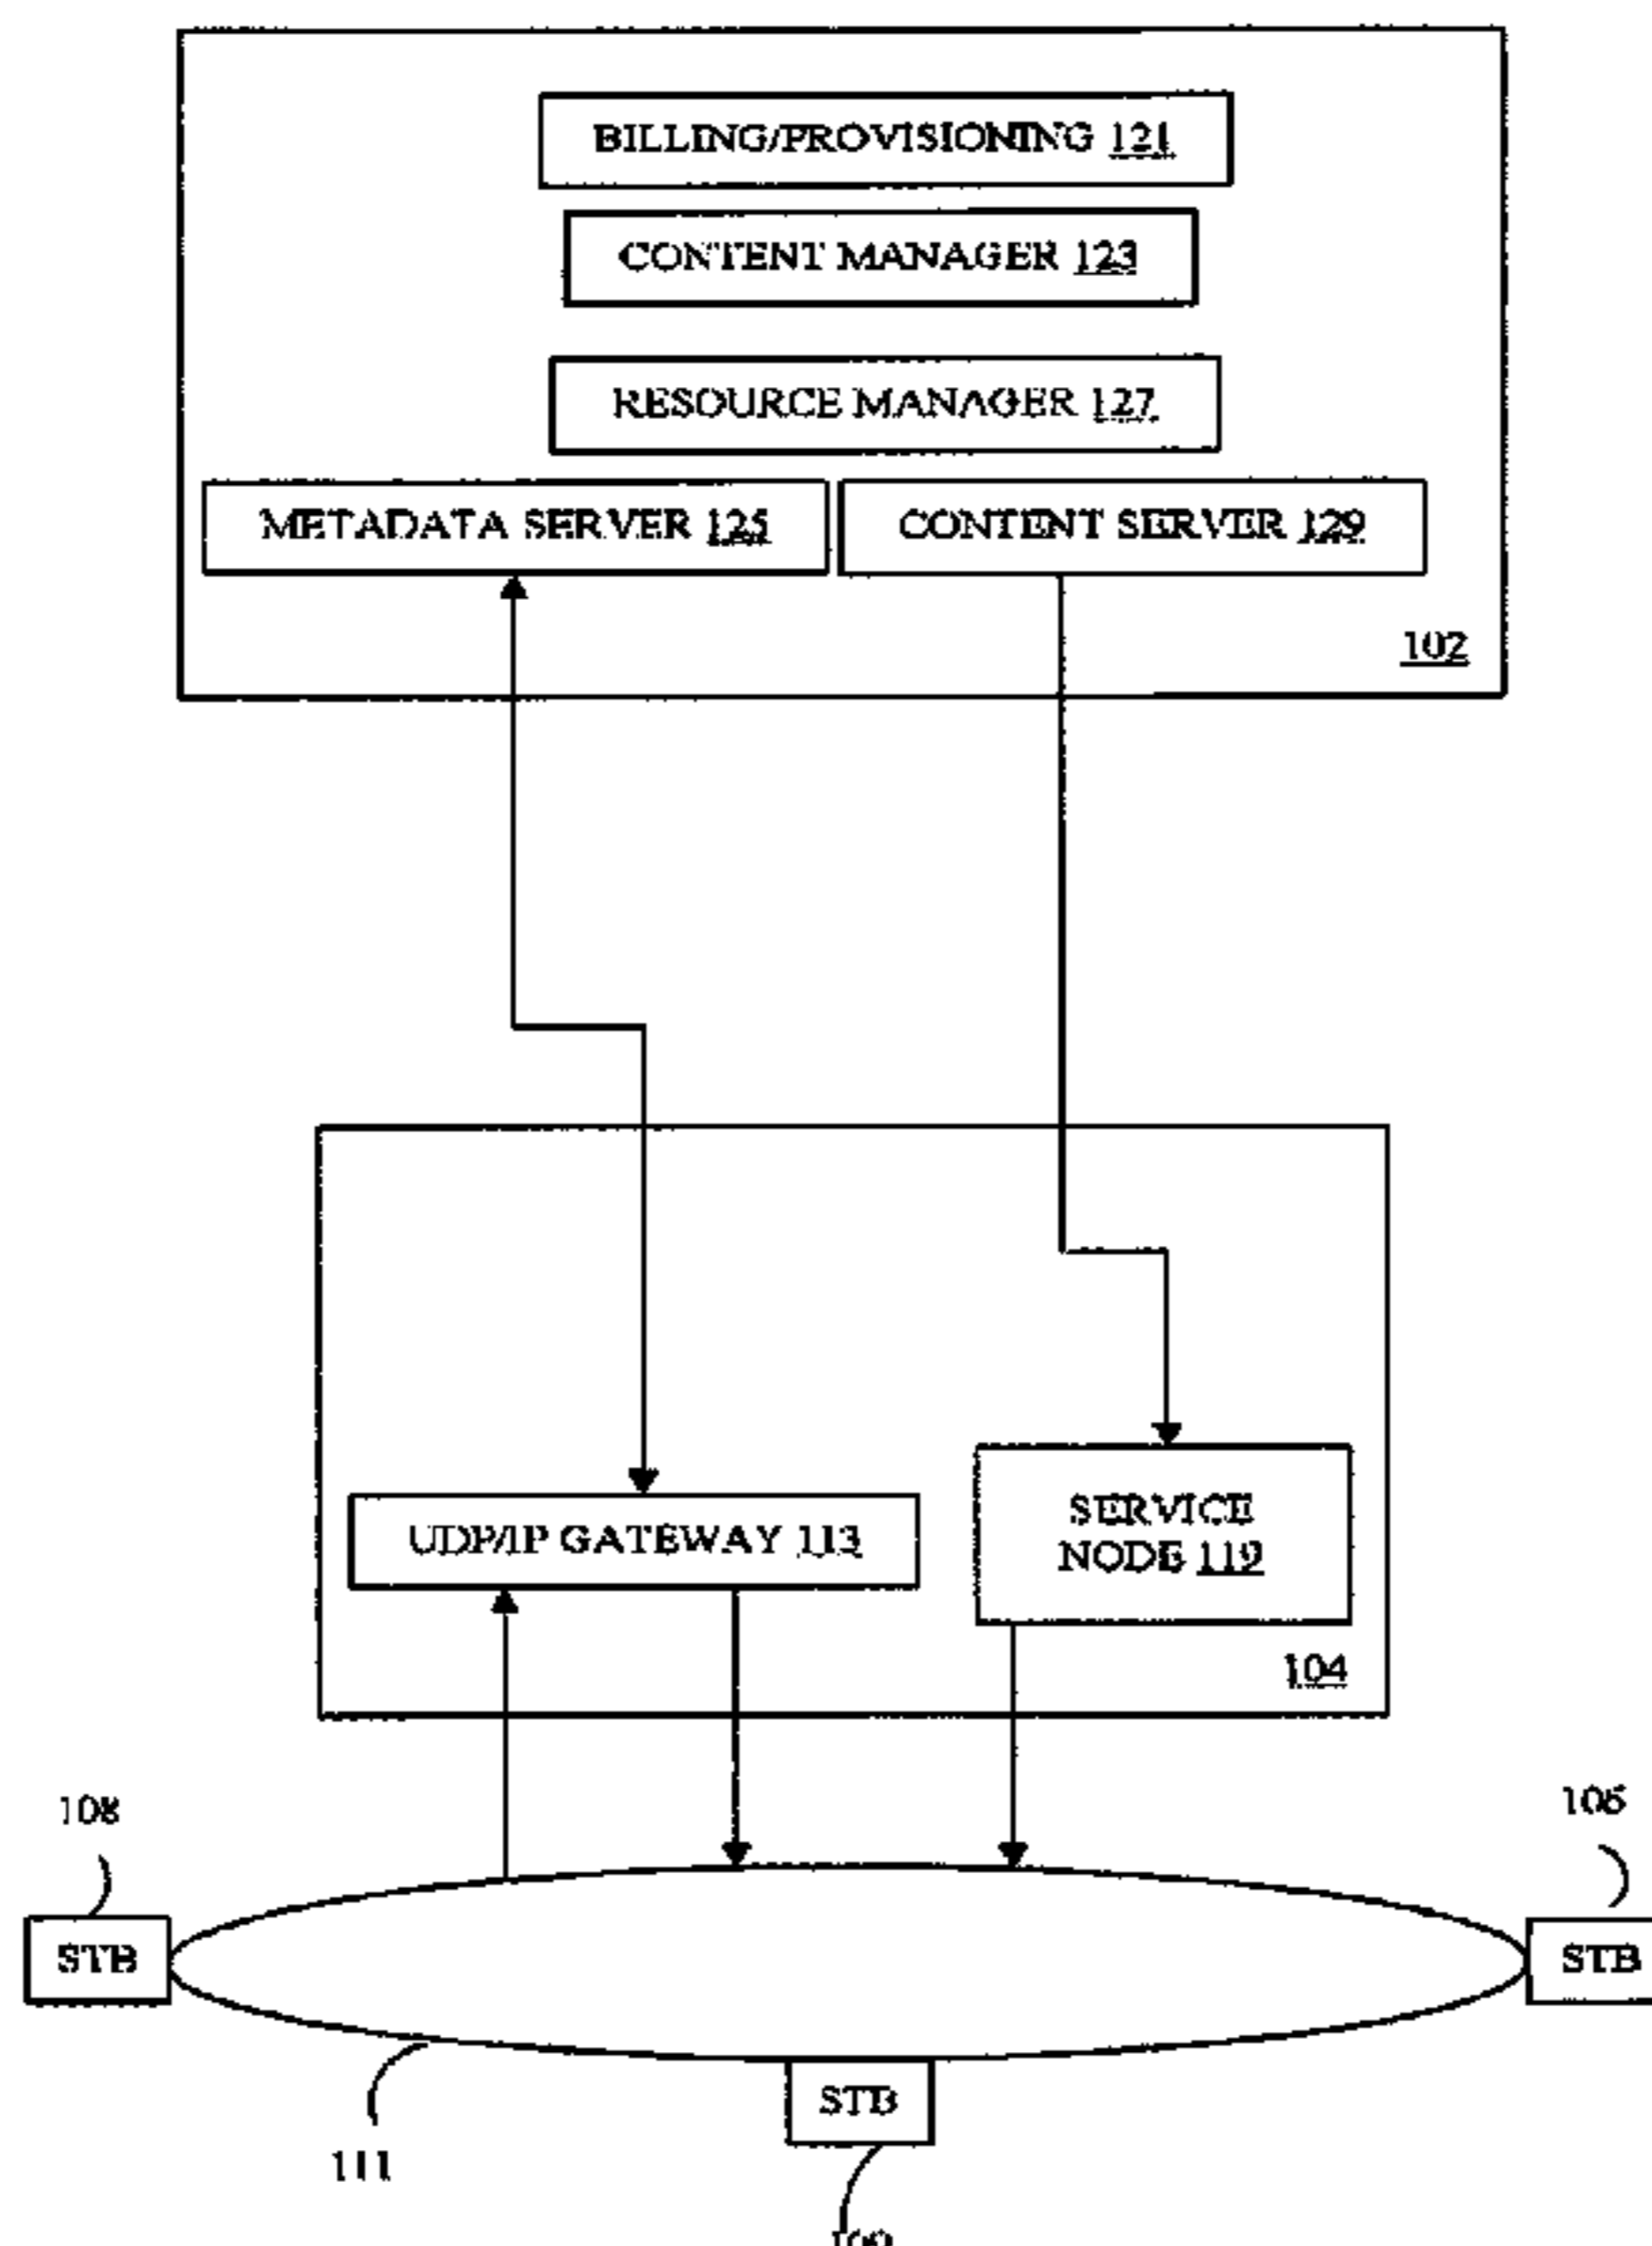 BILLING/PROVISIONING 121
CONTENT MANAGER 123
RESOURCE MANAGER 127
METADATA SERVER 125
CONTENT SERVER 129
102
UDP/IP GATEWAY 113
SERVICE
NODE 119
104
108
106
STB
STB
STB
111